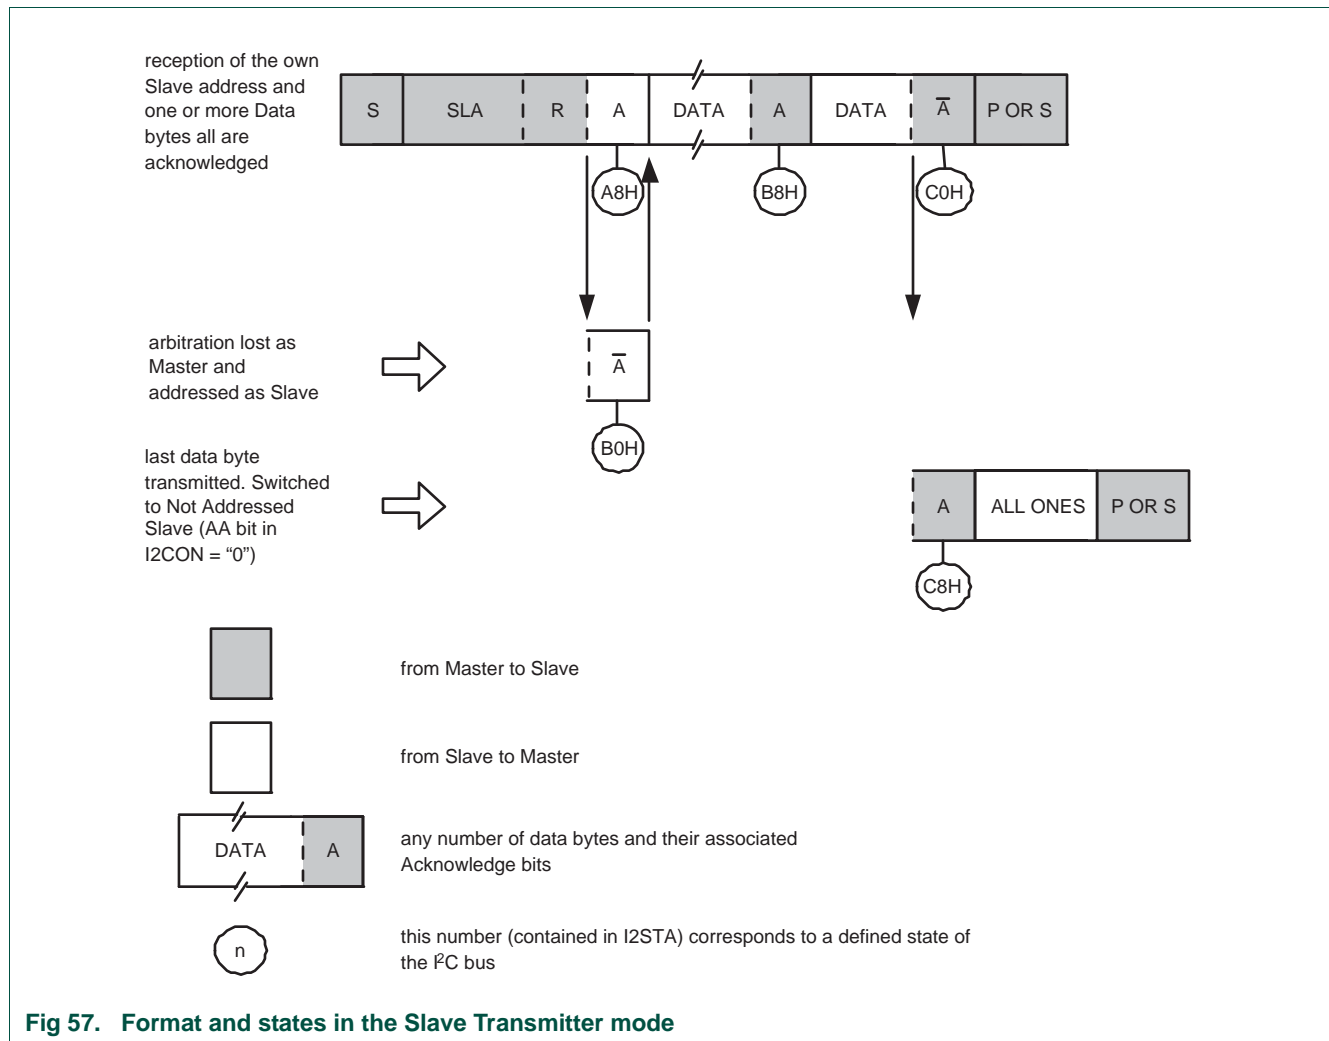 reception of the own
Slave address and
one or more Data
bytes all are
acknowledged
S SLA R A DATA A DATA A̅ P OR S
A8H B8H C0H
arbitration lost as
Master and
addressed as Slave
A̅
B0H
last data byte
transmitted. Switched
to Not Addressed
Slave (AA bit in
I2CON = “0”)
A ALL ONES P OR S
C8H
from Master to Slave
from Slave to Master
DATA A
any number of data bytes and their associated
Acknowledge bits
n
this number (contained in I2STA) corresponds to a defined state of
the I²C bus
Fig 57. Format and states in the Slave Transmitter mode